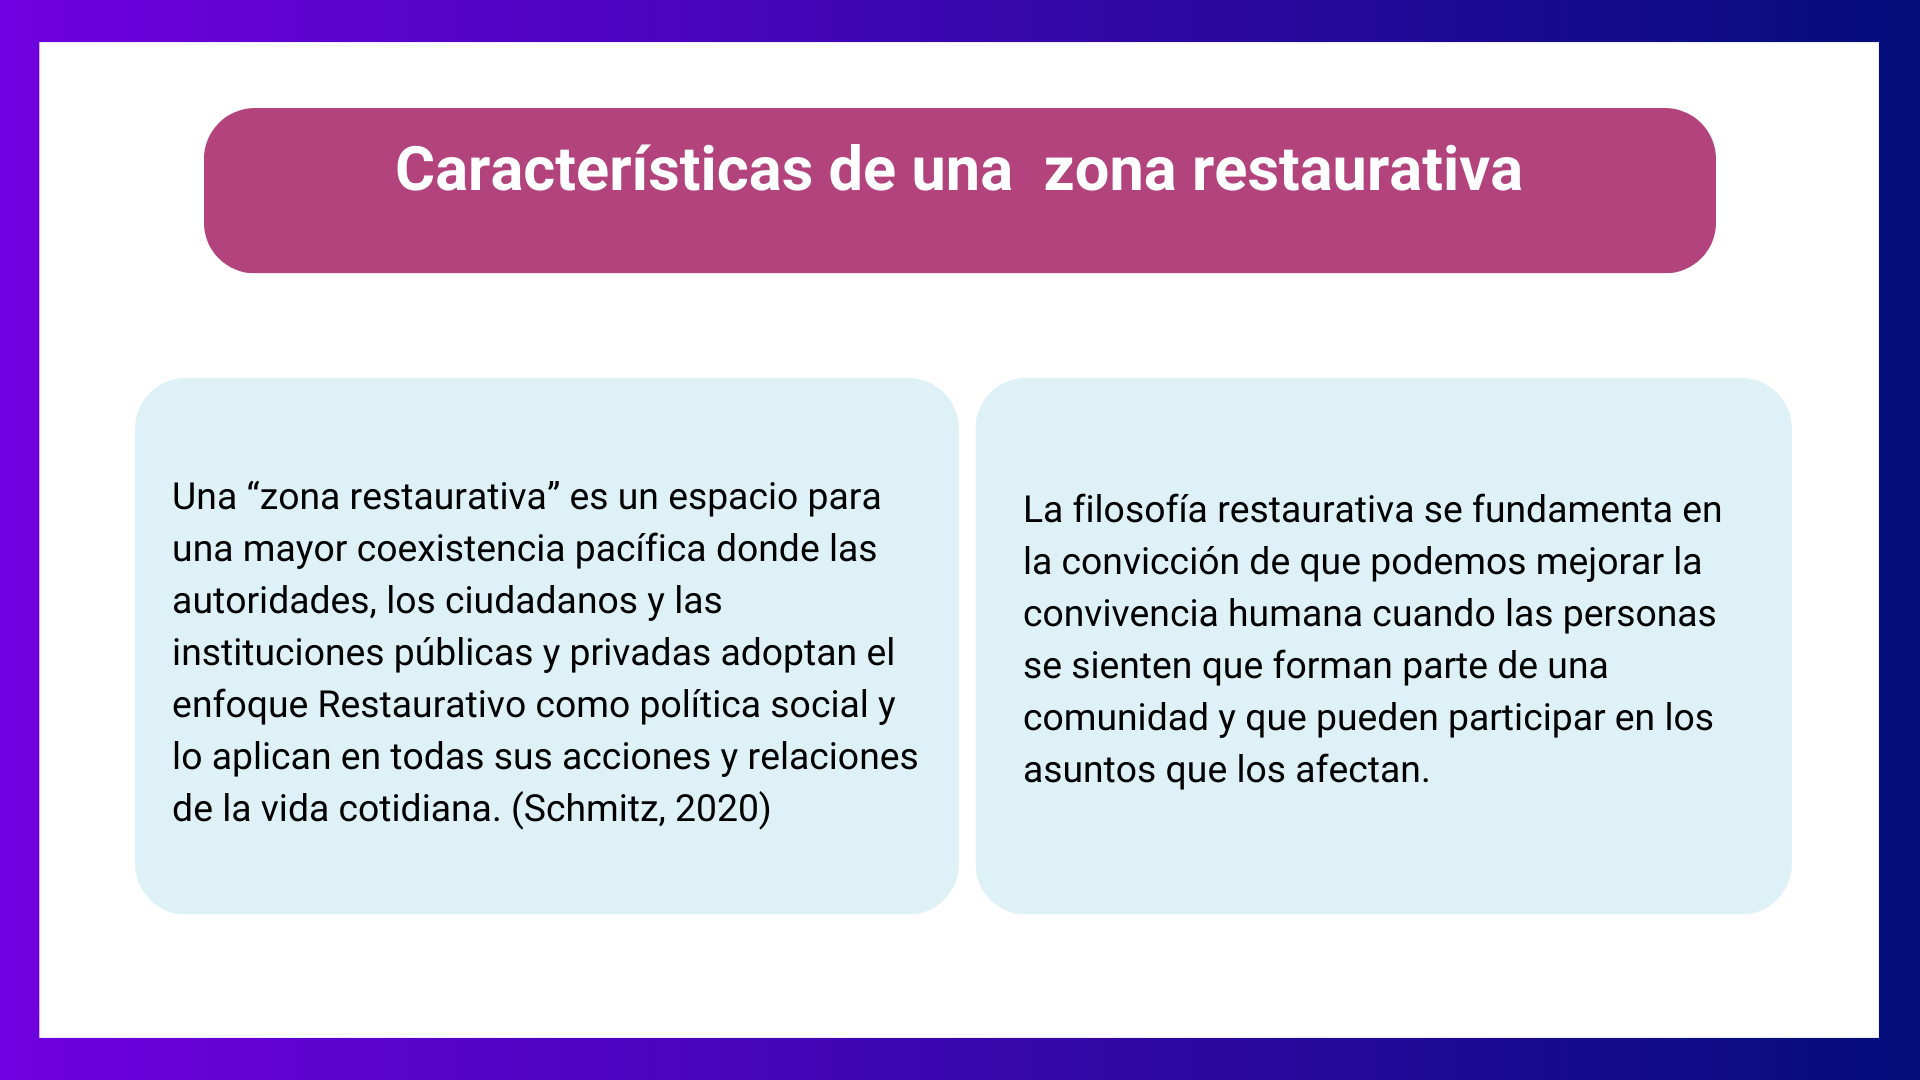 Características de una  zona restaurativa
Una “zona restaurativa” es un espacio para
una mayor coexistencia pacífica donde las
autoridades, los ciudadanos y las
instituciones públicas y privadas adoptan el
enfoque Restaurativo como política social y
lo aplican en todas sus acciones y relaciones
de la vida cotidiana. (Schmitz, 2020)
La filosofía restaurativa se fundamenta en
la convicción de que podemos mejorar la
convivencia humana cuando las personas
se sienten que forman parte de una
comunidad y que pueden participar en los
asuntos que los afectan.